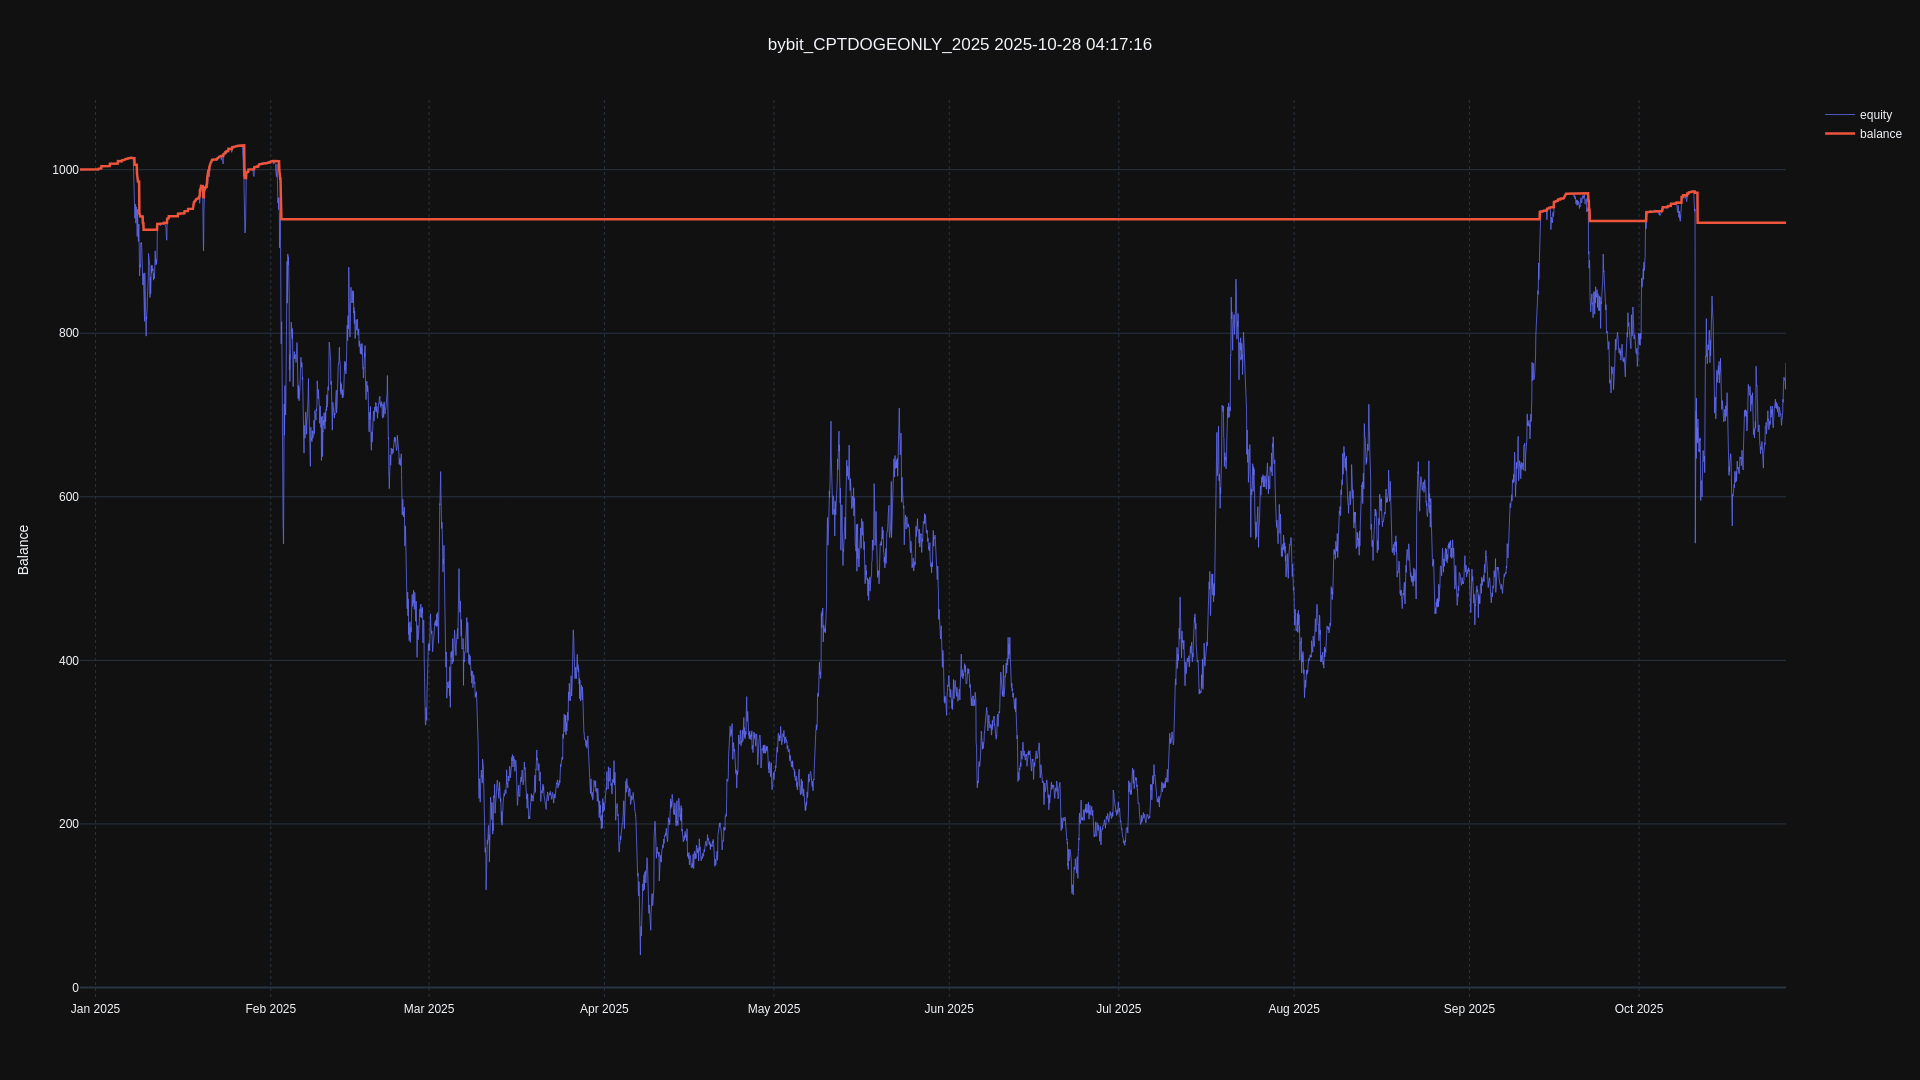 bybit_CPTDOGEONLY_2025 2025-10-28 04:17:16
equity
balance
Balance
1000
800
600
400
200
0
Jan 2025
Feb 2025
Mar 2025
Apr 2025
May 2025
Jun 2025
Jul 2025
Aug 2025
Sep 2025
Oct 2025